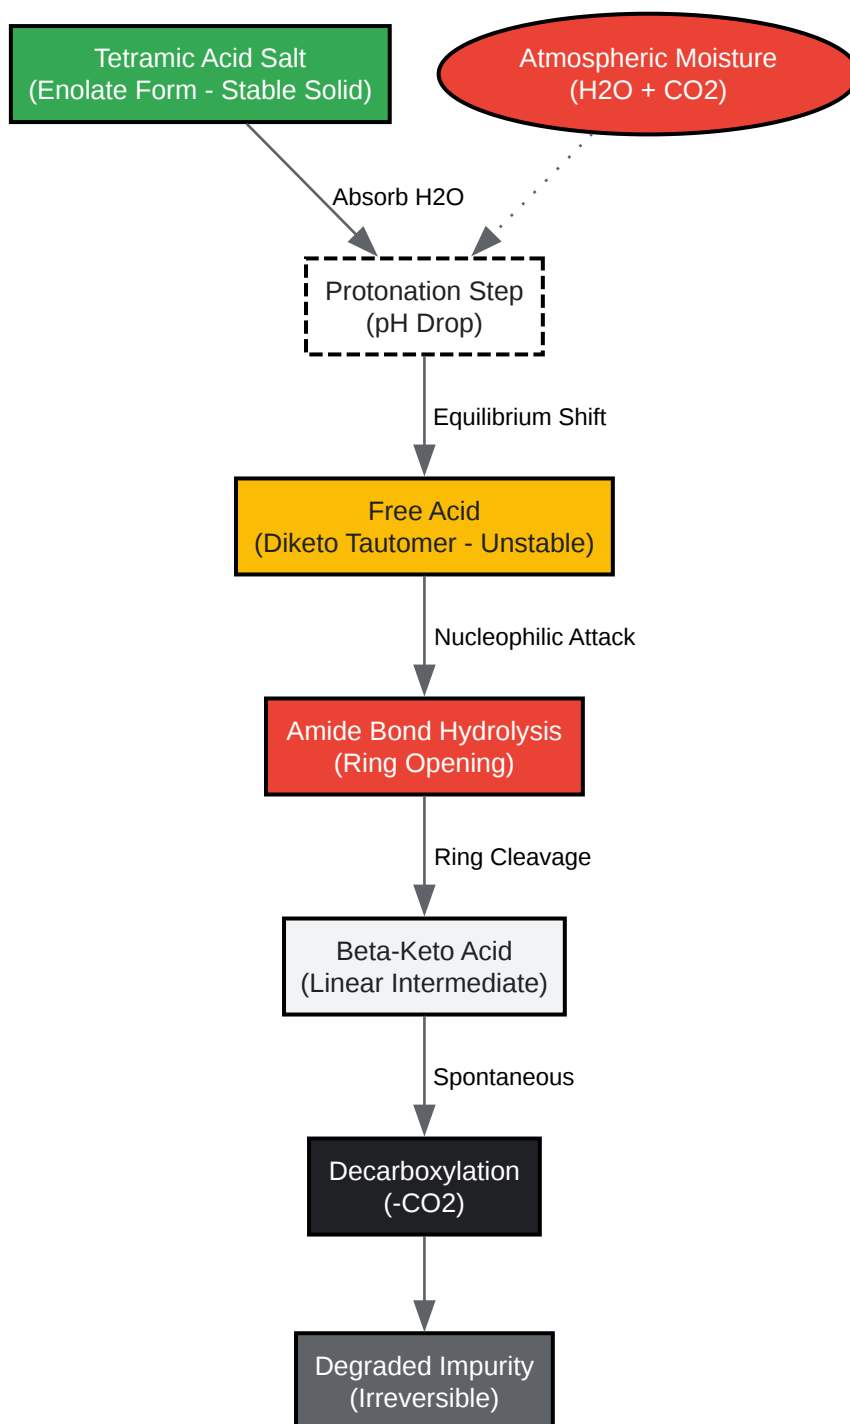 Tetramic Acid Salt
(Enolate Form - Stable Solid)
Atmospheric Moisture
(H2O + CO2)
Absorb H2O
Protonation Step
(pH Drop)
Equilibrium Shift
Free Acid
(Diketo Tautomer - Unstable)
Nucleophilic Attack
Amide Bond Hydrolysis
(Ring Opening)
Ring Cleavage
Beta-Keto Acid
(Linear Intermediate)
Spontaneous
Decarboxylation
(-CO2)
Degraded Impurity
(Irreversible)